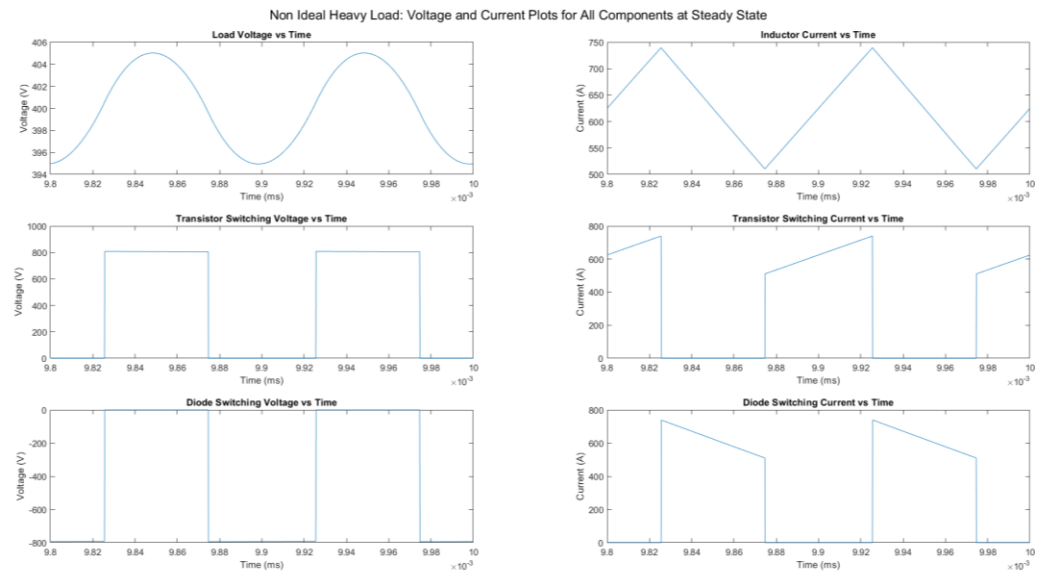 Non Ideal Heavy Load: Voltage and Current Plots for All Components at Steady State
Load Voltage vs Time
Voltage (V)
406
404
402
400
398
396
394
9.8 9.82 9.84 9.86 9.88 9.9 9.92 9.94 9.96 9.98 10
Time (ms)
×10⁻³
Inductor Current vs Time
Current (A)
750
700
650
600
550
500
9.8 9.82 9.84 9.86 9.88 9.9 9.92 9.94 9.96 9.98 10
Time (ms)
×10⁻³
Transistor Switching Voltage vs Time
Voltage (V)
1000
800
600
400
200
0
9.8 9.82 9.84 9.86 9.88 9.9 9.92 9.94 9.96 9.98 10
Time (ms)
×10⁻³
Transistor Switching Current vs Time
Current (A)
800
600
400
200
0
9.8 9.82 9.84 9.86 9.88 9.9 9.92 9.94 9.96 9.98 10
Time (ms)
×10⁻³
Diode Switching Voltage vs Time
Voltage (V)
0
-200
-400
-600
-800
9.8 9.82 9.84 9.86 9.88 9.9 9.92 9.94 9.96 9.98 10
Time (ms)
×10⁻³
Diode Switching Current vs Time
Current (A)
800
600
400
200
0
9.8 9.82 9.84 9.86 9.88 9.9 9.92 9.94 9.96 9.98 10
Time (ms)
×10⁻³